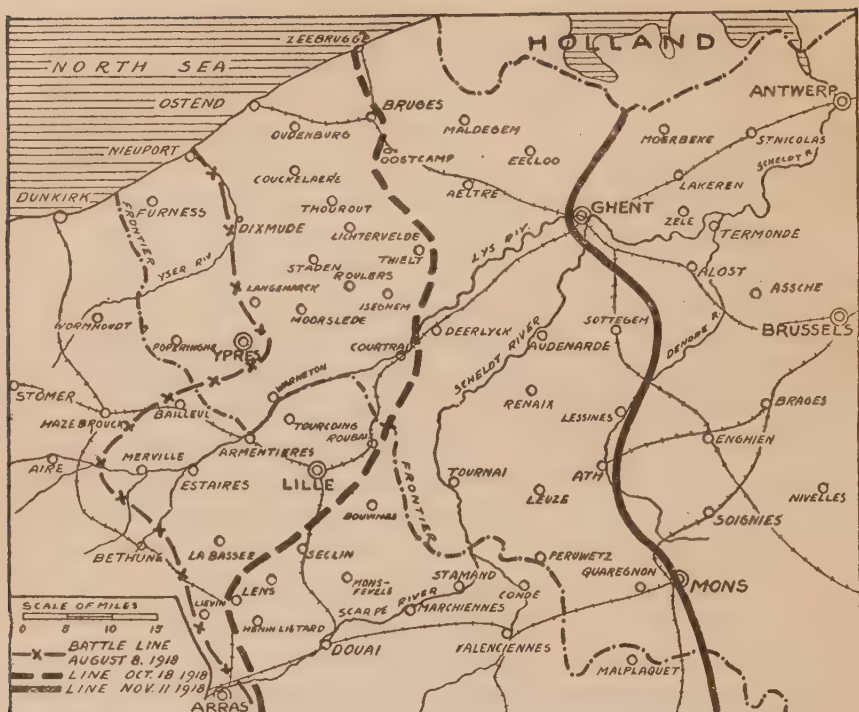 ZEEBRUGGE
HOLLAND
NORTH SEA
ANTWERP
OSTEND
BRUGES
OUDENBURG
MALDEGEM
MOERBEKE
ST.NICOLAS
NIEUPORT
OOSTCAMP
EECLOO
SCHELDT R.
COUCKELAERE
AELTRE
LAKEREN
DUNKIRK
FURNESS
THOUROUT
GHENT
ZELE
FRONTIER
DIXMUDE
LICHTERVELDE
LYS RIV.
TERMONDE
THIELT
STADEN
ROULERS
YSER RIV
ALOST
LANGEMARCK
ISEGHEM
ASSCHE
WORMHOUDT
MOORSLEDE
DEERLYCK
SOTTEGEM
BRUSSELS
POPERINGHE
YPRES
COURTRAI
AUDENARDE
DENDRE R.
SCHELDT RIVER
ST OMER
WARNETON
RENAIX
BAILLEUL
LESSINES
BRAGES
HAZEBROUCK
TOURCOING
ROUBAI
ARMENTIERES
ENGHIEN
AIRE
MERVILLE
FRONTIER
ATH
ESTAIRES
LILLE
TOURNAI
LEUZE
NIVELLES
BOUVINES
SOIGNIES
BETHUNE
LA BASSEE
SECLIN
PERUWETZ
LENS
MONS-
FEVELE
STAMAND
QUAREGNON
MONS
SCALE OF MILES
LIEVIN
SCARPE RIVER
CONDE
0 5 10 15
MARCHIENNES
HENIN LIETARD
BATTLE LINE
AUGUST 8. 1918
DOUAI
VALENCIENNES
LINE OCT. 18 1918
MALPLAQUET
LINE NOV. 11 1918
ARRAS